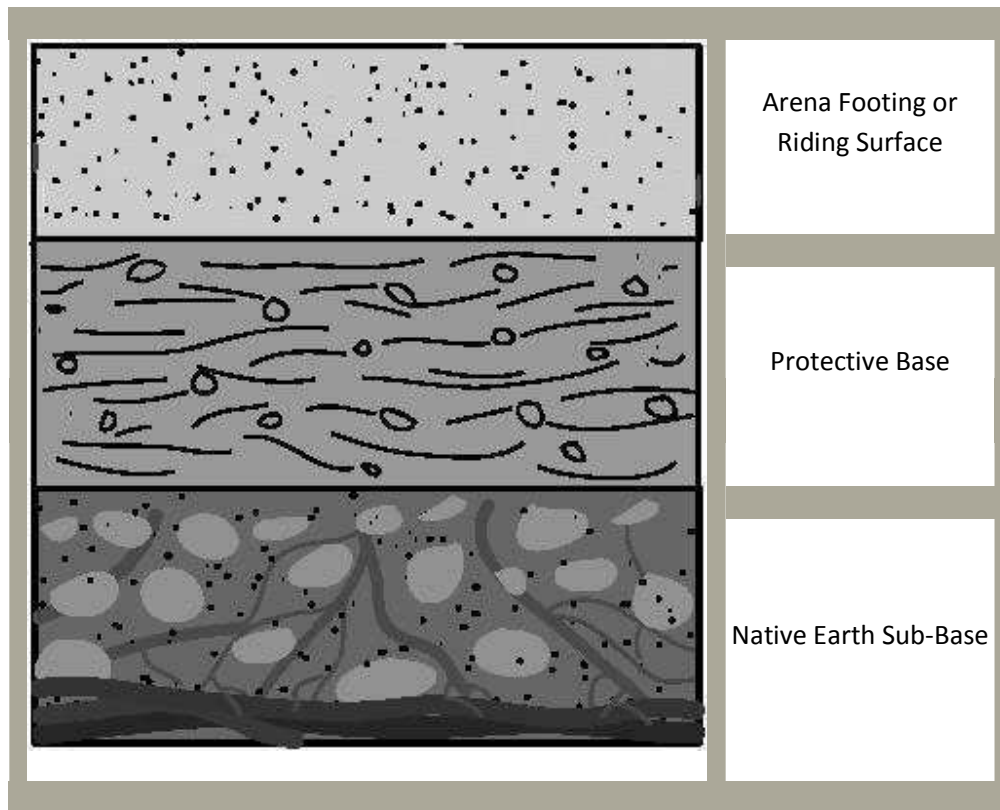 Arena Footing or
Riding Surface
Protective Base
Native Earth Sub-Base